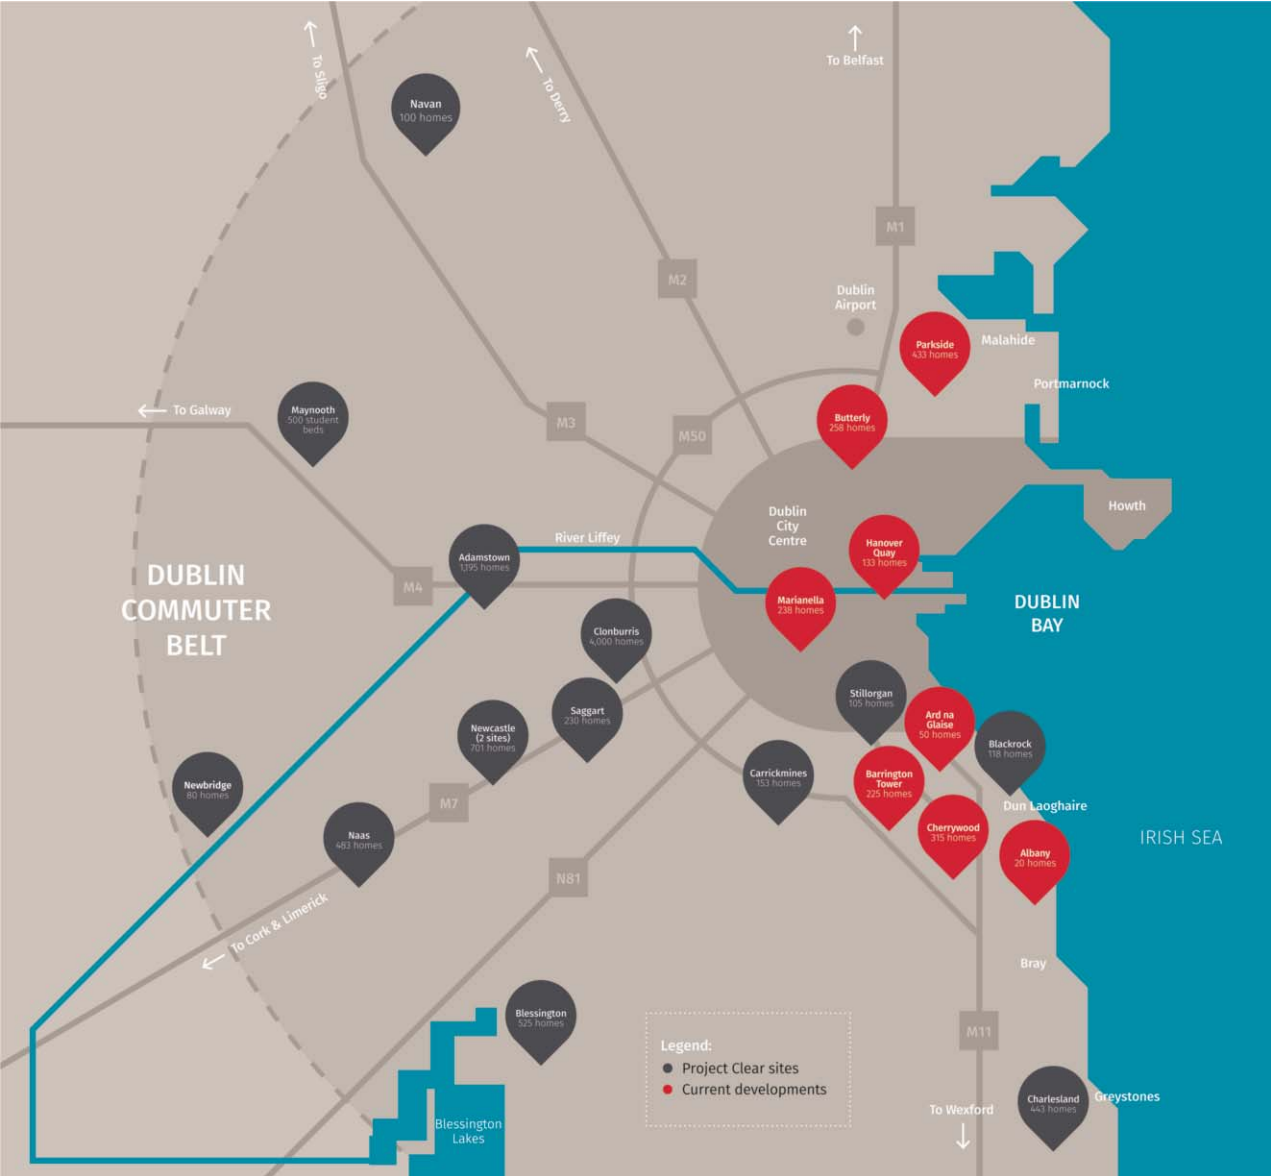 To Sligo
Navan
100 homes
To Derry
To Belfast
M1
M2
Dublin
Airport
Parkside
433 homes
Malahide
Portmarnock
To Galway
Maynooth
500 student
beds
M3
M50
Butterly
258 homes
Howth
Dublin
City
Centre
River Liffey
Hanover
Quay
133 homes
Adamstown
1,195 homes
DUBLIN
COMMUTER
BELT
M4
Marianella
238 homes
DUBLIN
BAY
Clonburris
4,000 homes
Stillorgan
105 homes
Saggart
230 homes
Newcastle
(2 sites)
701 homes
Ard na
Glaise
50 homes
Blackrock
118 homes
Carrickmines
153 homes
Barrington
Tower
225 homes
Newbridge
80 homes
M7
Dun Laoghaire
Naas
483 homes
Cherrywood
315 homes
IRISH SEA
Albany
20 homes
N81
To Cork & Limerick
Bray
Blessington
525 homes
Legend:
Project Clear sites
Current developments
M11
Charlesland
443 homes
Greystones
To Wexford
Blessington
Lakes